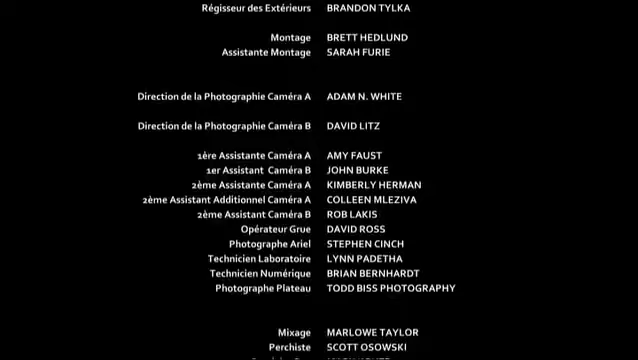 Régisseur des Extérieurs BRANDON TYLKA
Montage BRETT HEDLUND
Assistante Montage SARAH FURIE
Direction de la Photographie Caméra A ADAM N. WHITE
Direction de la Photographie Caméra B DAVID LITZ
1ère Assistante Caméra A AMY FAUST
1er Assistant Caméra B JOHN BURKE
2ème Assistante Caméra A KIMBERLY HERMAN
2ème Assistant Additionnel Caméra A COLLEEN MLEZIVA
2ème Assistant Caméra B ROB LAKIS
Opérateur Grue DAVID ROSS
Photographe Ariel STEPHEN CINCH
Technicien Laboratoire LYNN PADETHA
Technicien Numérique BRIAN BERNHARDT
Photographe Plateau TODD BISS PHOTOGRAPHY
Mixage MARLOWE TAYLOR
Perchiste SCOTT OSOWSKI